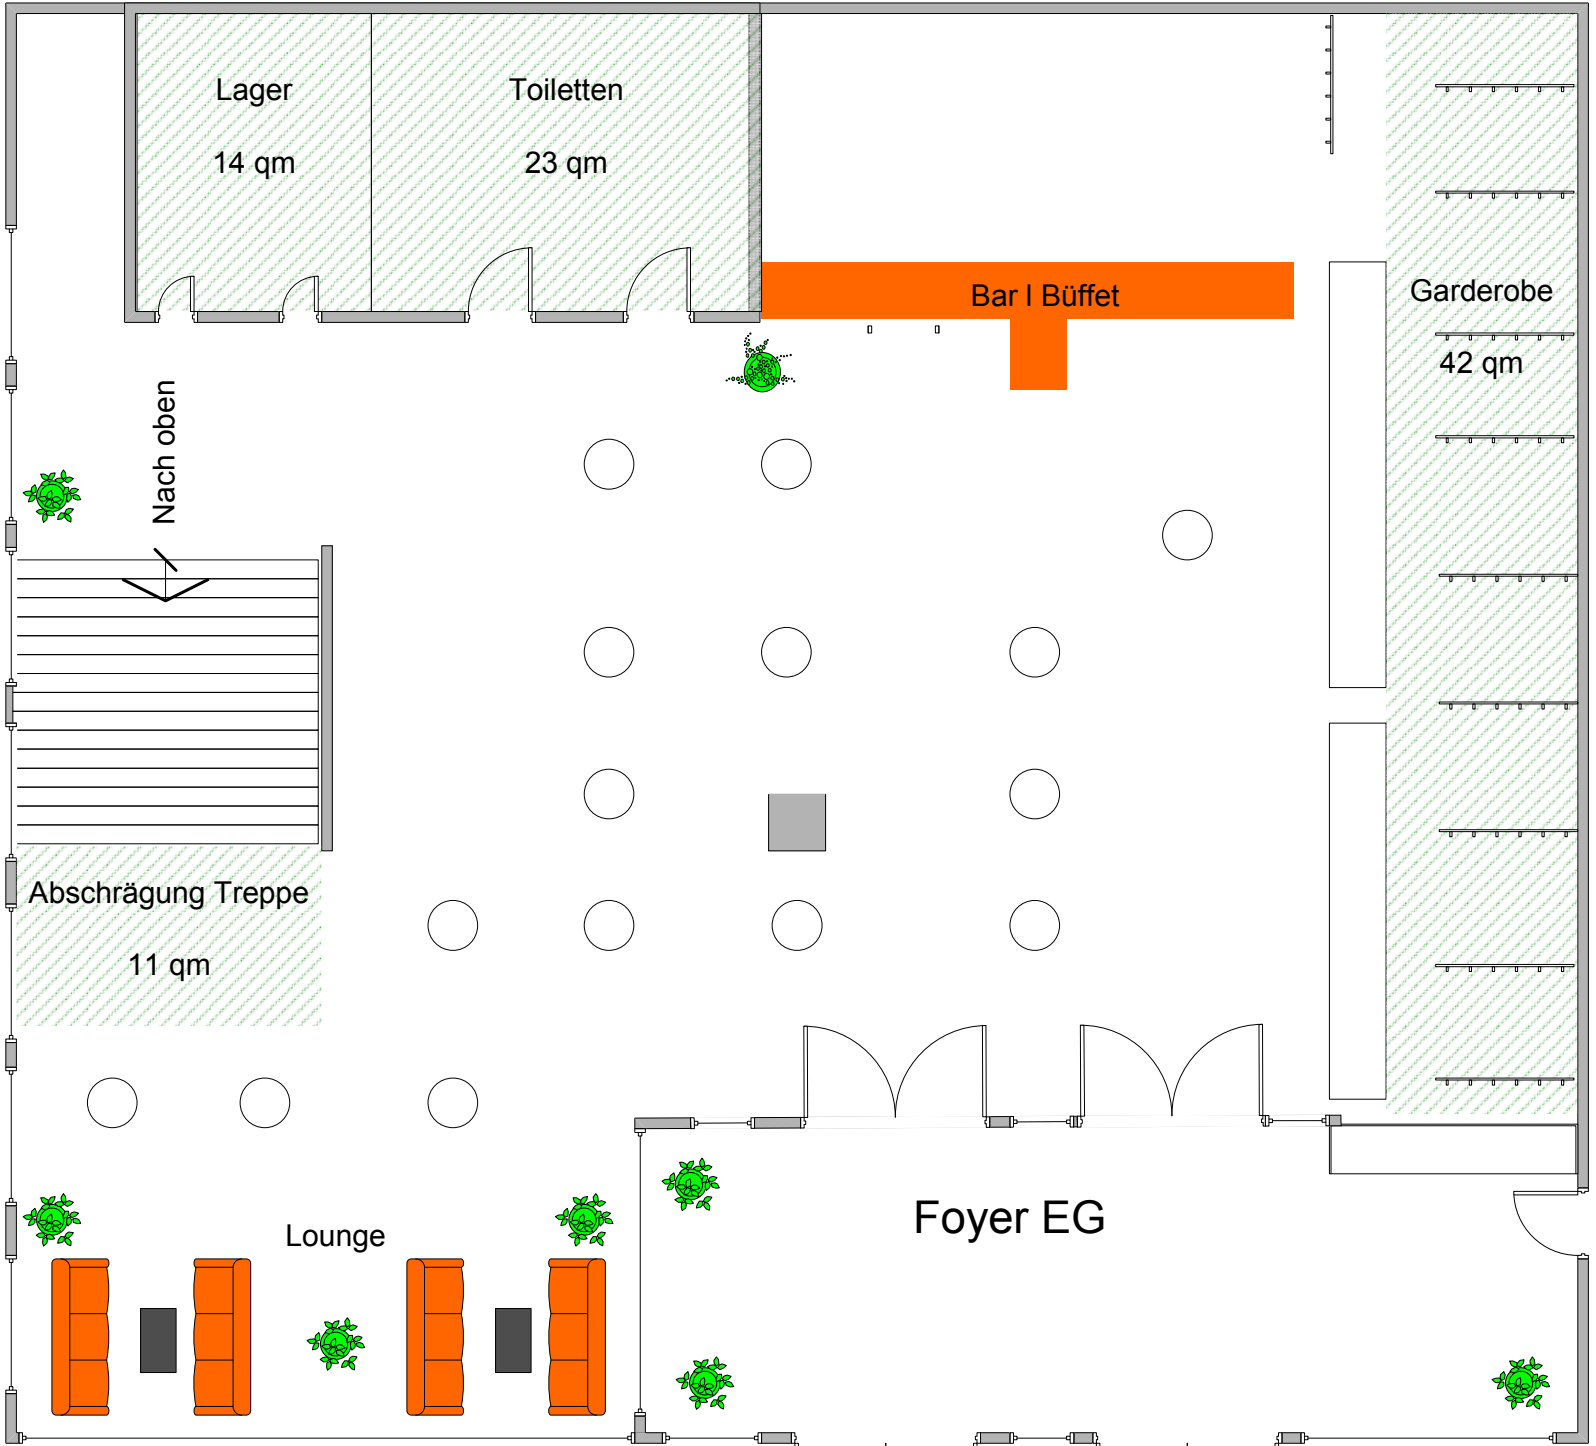 Lager
14 qm
Toiletten
23 qm
Bar I Büffet
Garderobe
42 qm
Nach oben
Abschrägung Treppe
11 qm
Lounge
Foyer EG